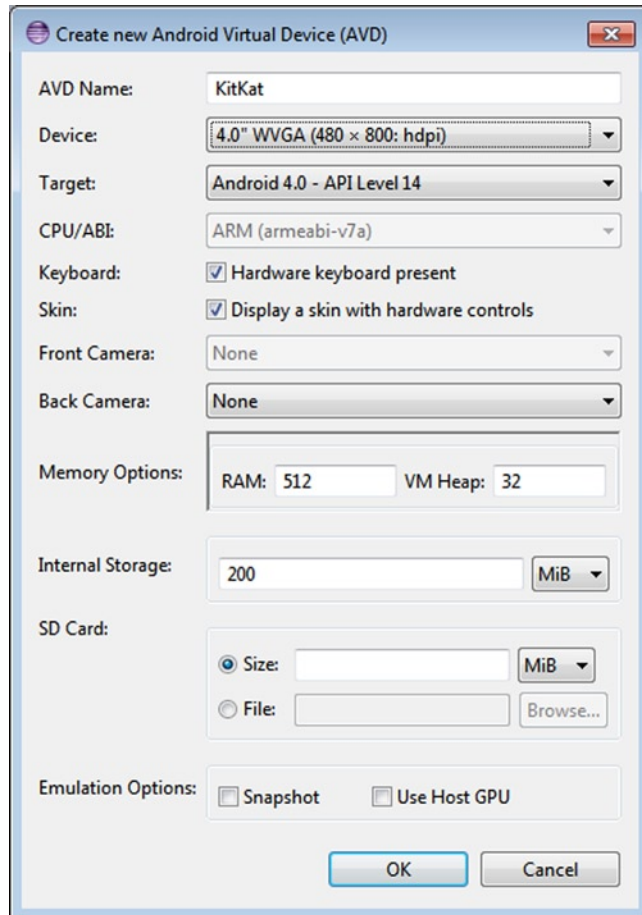 Create new Android Virtual Device (AVD)
AVD Name: KitKat
Device: 4.0" WVGA (480 × 800: hdpi)
Target: Android 4.0 - API Level 14
CPU/ABI: ARM (armeabi-v7a)
Keyboard: Hardware keyboard present
Skin: Display a skin with hardware controls
Front Camera: None
Back Camera: None
Memory Options: RAM: 512 VM Heap: 32
Internal Storage: 200 MiB
SD Card:
Size: MiB
File: Browse...
Emulation Options: Snapshot Use Host GPU
OK Cancel